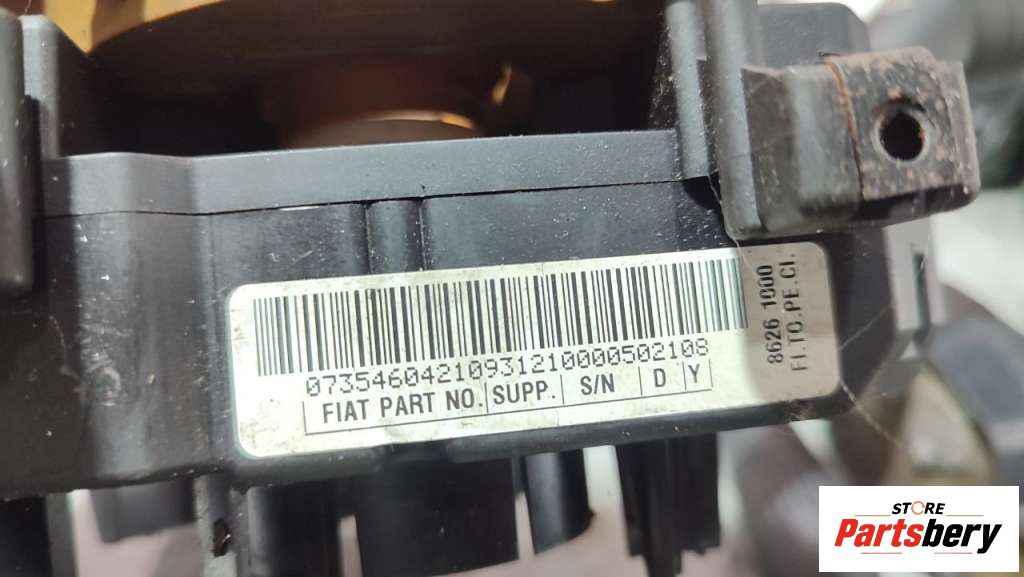 07354604210931210000502108
FIAT PART NO. SUPP. S/N D Y
8626 1000
FI.TO.PE.CI.
STORE
Partsbery